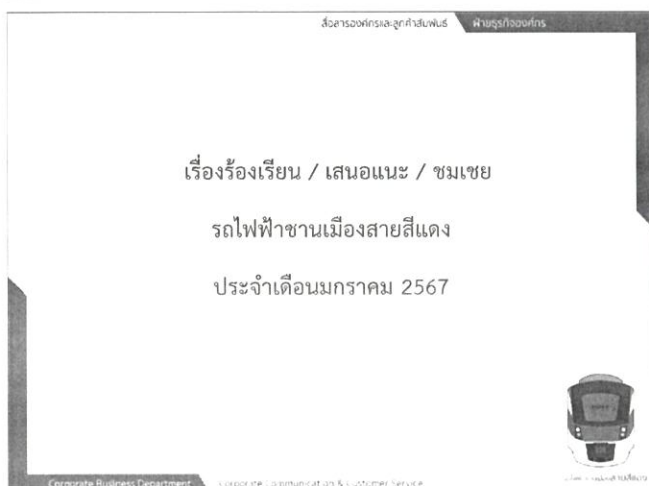 สื่อสารองค์กรและลูกค้าสัมพันธ์ ฝ่ายธุรกิจองค์กร
เรื่องร้องเรียน / เสนอแนะ / ชมเชย
รถไฟฟ้าชานเมืองสายสีแดง
ประจำเดือนมกราคม 2567
Corporate Business Department Corporate Communication & Customer Service